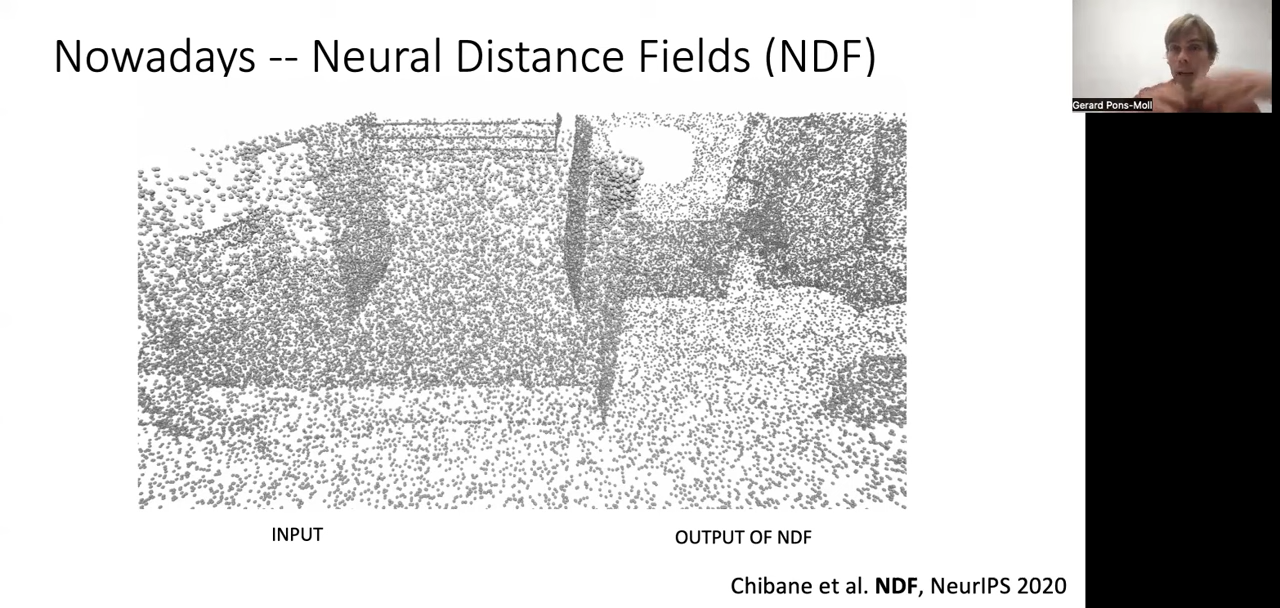 Nowadays -- Neural Distance Fields (NDF)
Gerard Pons-Moll
INPUT
OUTPUT OF NDF
Chibane et al. NDF, NeurIPS 2020